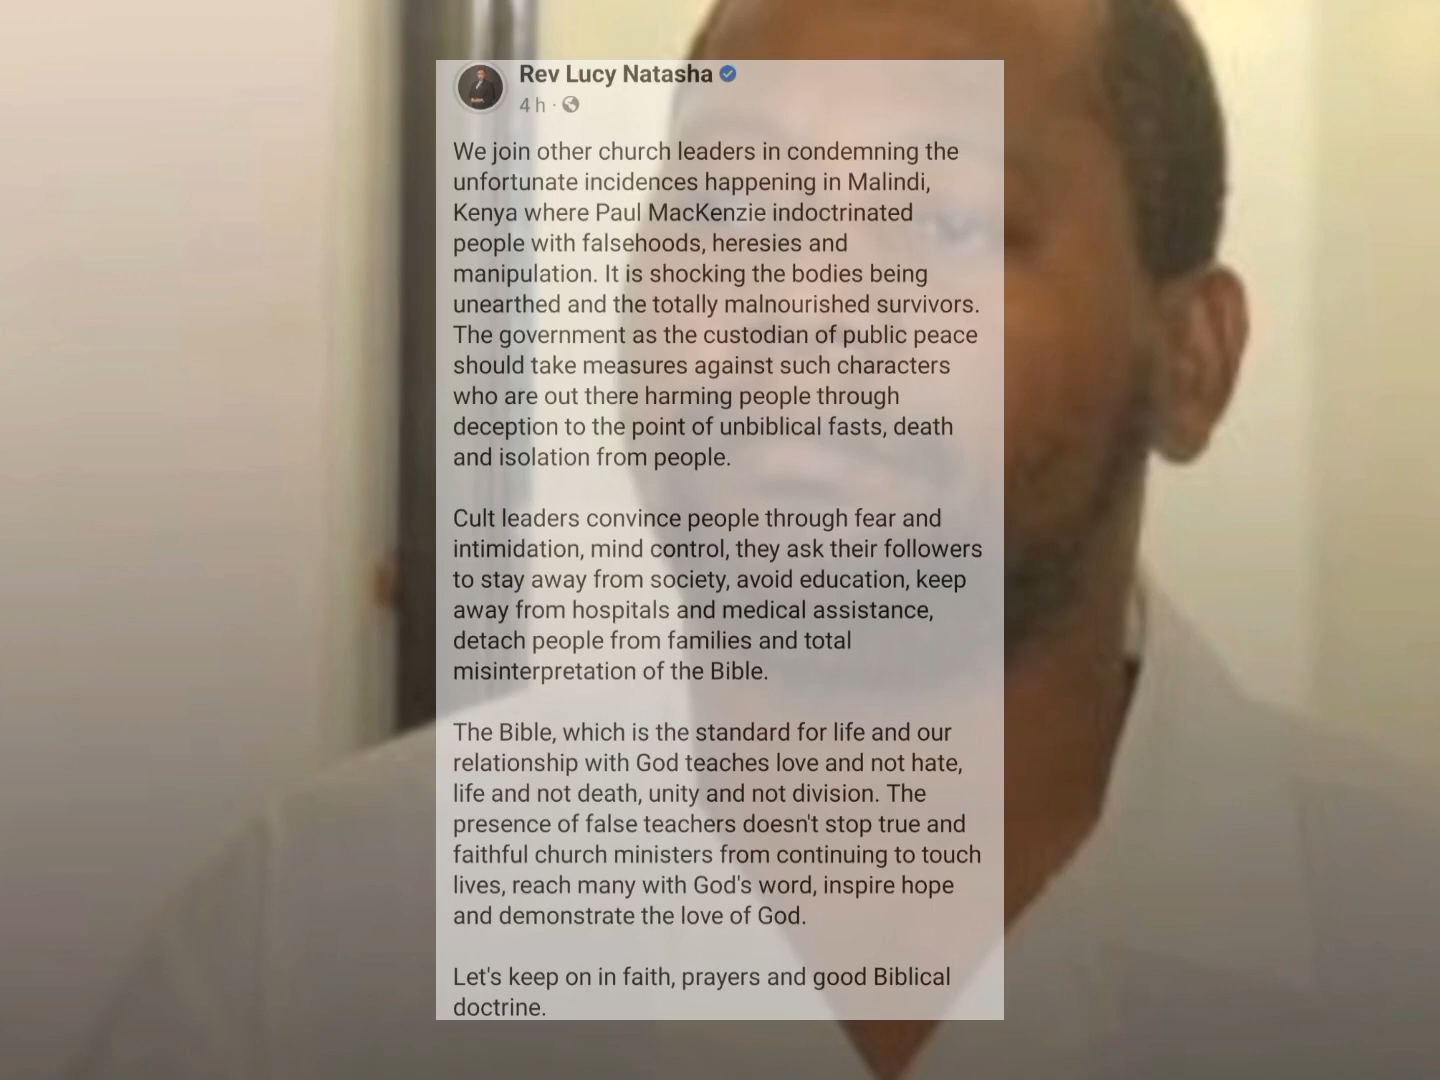 Rev Lucy Natasha
4 h ·
We join other church leaders in condemning the
unfortunate incidences happening in Malindi,
Kenya where Paul MacKenzie indoctrinated
people with falsehoods, heresies and
manipulation. It is shocking the bodies being
unearthed and the totally malnourished survivors.
The government as the custodian of public peace
should take measures against such characters
who are out there harming people through
deception to the point of unbiblical fasts, death
and isolation from people.
Cult leaders convince people through fear and
intimidation, mind control, they ask their followers
to stay away from society, avoid education, keep
away from hospitals and medical assistance,
detach people from families and total
misinterpretation of the Bible.
The Bible, which is the standard for life and our
relationship with God teaches love and not hate,
life and not death, unity and not division. The
presence of false teachers doesn't stop true and
faithful church ministers from continuing to touch
lives, reach many with God's word, inspire hope
and demonstrate the love of God.
Let's keep on in faith, prayers and good Biblical
doctrine.